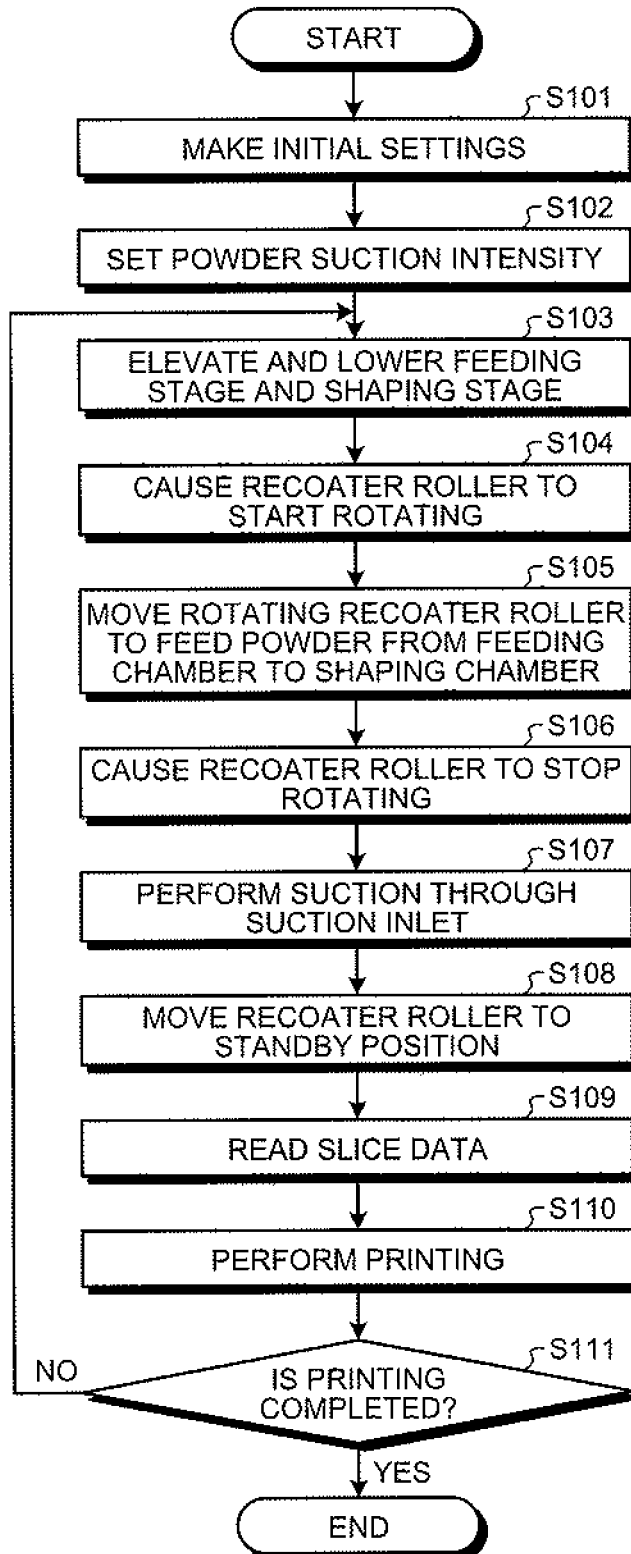 START
S101
MAKE INITIAL SETTINGS
S102
SET POWDER SUCTION INTENSITY
S103
ELEVATE AND LOWER FEEDING
STAGE AND SHAPING STAGE
S104
CAUSE RECOATER ROLLER TO
START ROTATING
S105
MOVE ROTATING RECOATER ROLLER
TO FEED POWDER FROM FEEDING
CHAMBER TO SHAPING CHAMBER
S106
CAUSE RECOATER ROLLER TO STOP
ROTATING
S107
PERFORM SUCTION THROUGH
SUCTION INLET
S108
MOVE RECOATER ROLLER TO
STANDBY POSITION
S109
READ SLICE DATA
S110
PERFORM PRINTING
S111
NO
IS PRINTING
COMPLETED?
YES
END